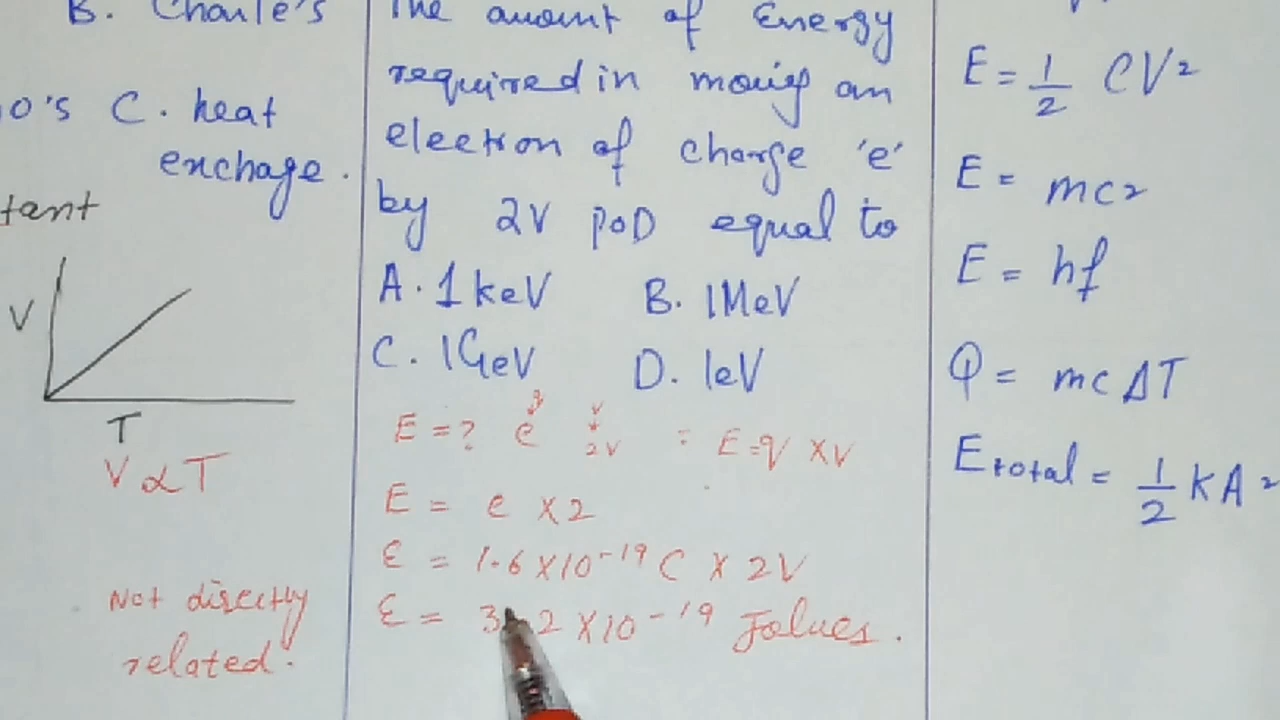 B. Charle's
10's C. heat
exchage.
tant
V
T
V ∝ T
Not directly
related.
The amount of Energy
required in moving an
electron of charge 'e'
by 2V POD equal to
A. 1keV B. 1MeV
C. 1GeV D. 1eV
E = ? e 2V = E = q × V
E = e × 2
E = 1.6 × 10⁻¹⁹ C × 2V
E = 3.2 × 10⁻¹⁹ Jolues.
E = 1/2 CV²
E = mc²
E = hf
Q = mcΔT
Etotal = 1/2 KA²